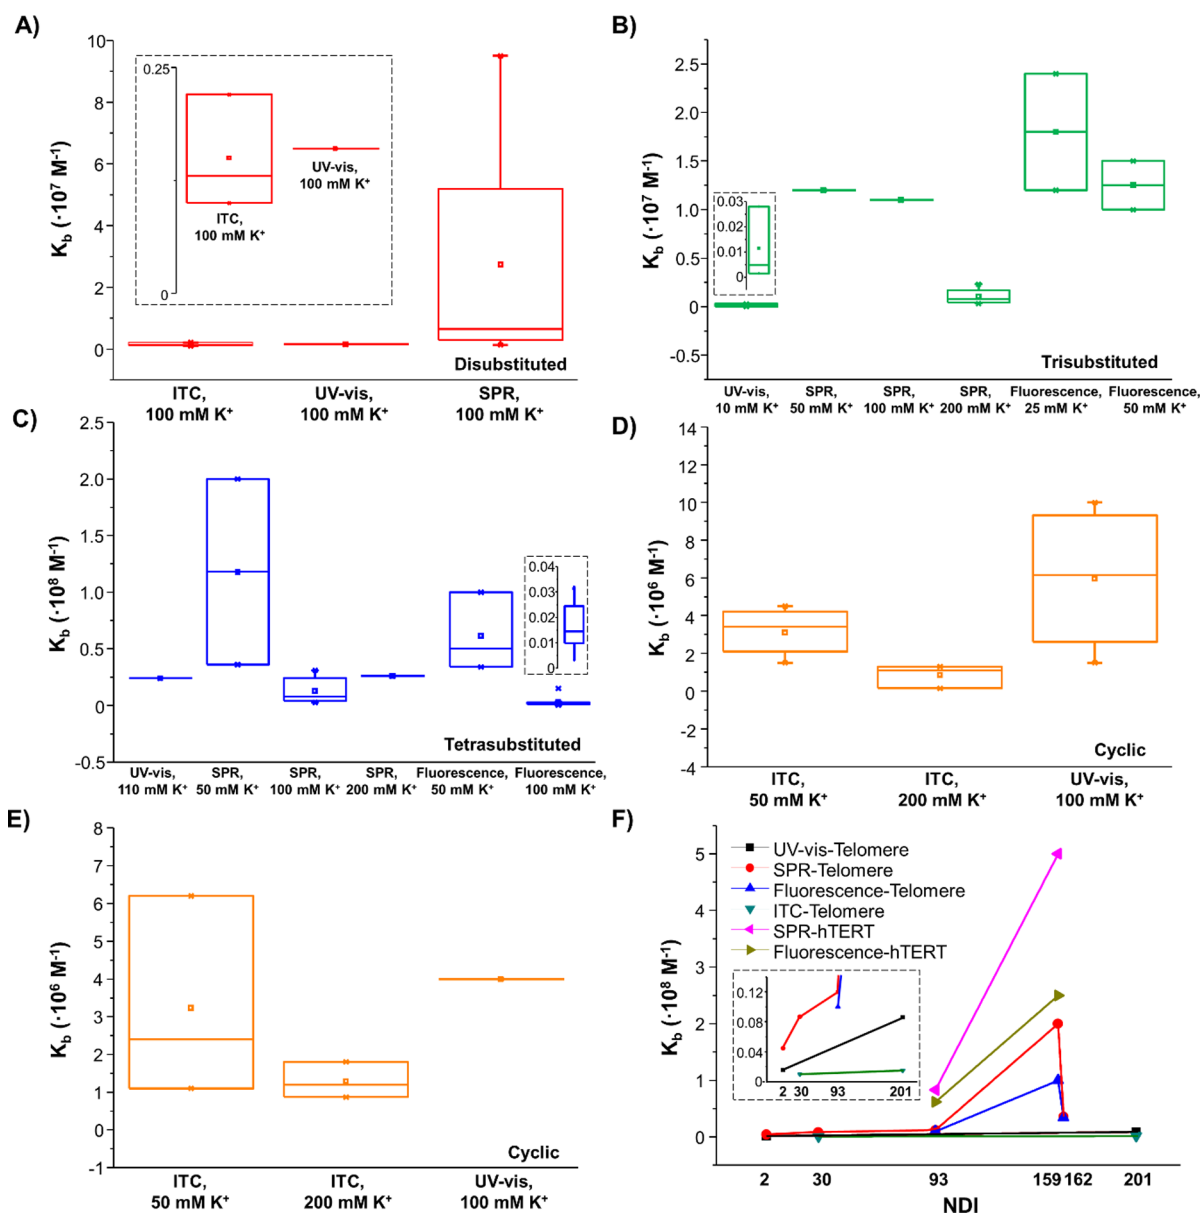 A)
10
8
6
4
2
0
K_b (·10⁷ M⁻¹)
0.25
0
ITC,
100 mM K⁺
UV-vis,
100 mM K⁺
Disubstituted
ITC,
100 mM K⁺
UV-vis,
100 mM K⁺
SPR,
100 mM K⁺
B)
2.5
2.0
1.5
1.0
0.5
0.0
-0.5
K_b (·10⁷ M⁻¹)
0.03
0.02
0.01
0
Trisubstituted
UV-vis,
10 mM K⁺
SPR,
50 mM K⁺
SPR,
100 mM K⁺
SPR,
200 mM K⁺
Fluorescence,
25 mM K⁺
Fluorescence,
50 mM K⁺
C)
2.5
2.0
1.5
1.0
0.5
0.0
-0.5
K_b (·10⁸ M⁻¹)
0.04
0.03
0.02
0.01
0
Tetrasubstituted
UV-vis,
110 mM K⁺
SPR,
50 mM K⁺
SPR,
100 mM K⁺
SPR,
200 mM K⁺
Fluorescence,
50 mM K⁺
Fluorescence,
100 mM K⁺
D)
14
12
10
8
6
4
2
0
-2
-4
K_b (·10⁶ M⁻¹)
Cyclic
ITC,
50 mM K⁺
ITC,
200 mM K⁺
UV-vis,
100 mM K⁺
E)
8
7
6
5
4
3
2
1
0
-1
K_b (·10⁶ M⁻¹)
Cyclic
ITC,
50 mM K⁺
ITC,
200 mM K⁺
UV-vis,
100 mM K⁺
F)
UV-vis-Telomere
SPR-Telomere
Fluorescence-Telomere
ITC-Telomere
SPR-hTERT
Fluorescence-hTERT
5
4
3
2
1
0
K_b (·10⁸ M⁻¹)
0.12
0.08
0.04
0
2 30 93 201
2 30 93 159 162 201
NDI